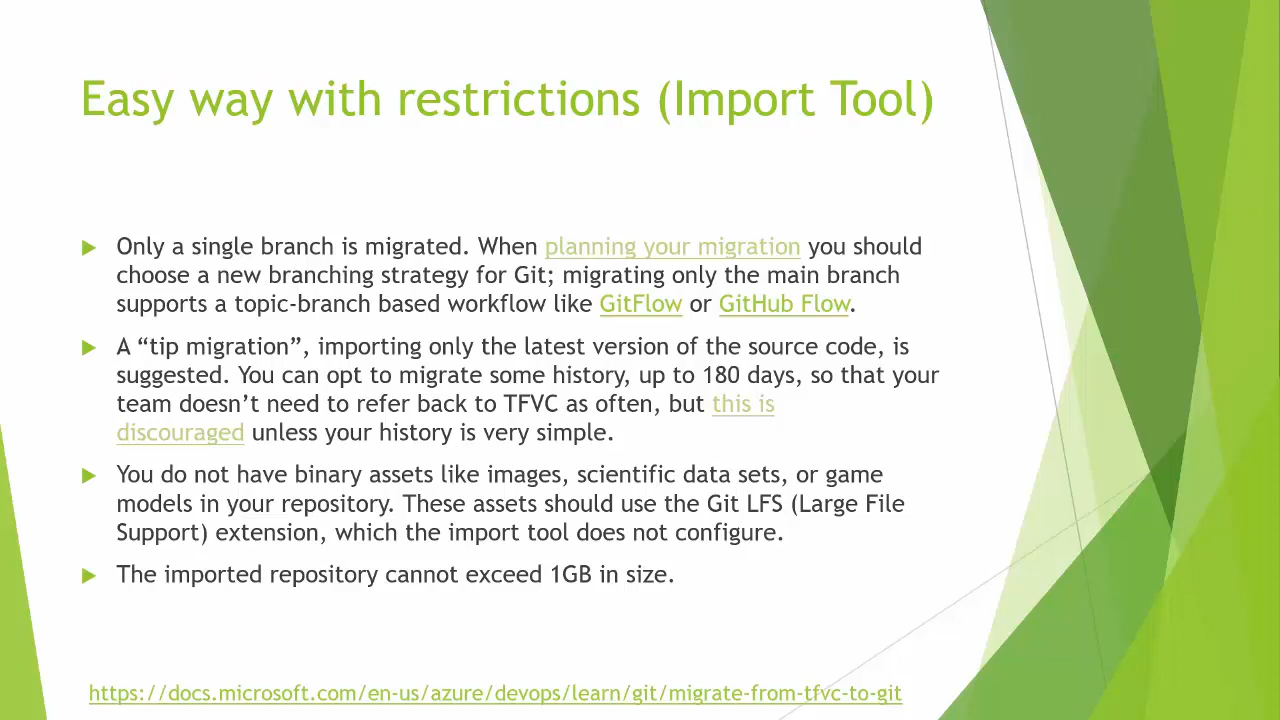 Easy way with restrictions (Import Tool)
Only a single branch is migrated. When planning your migration you should
choose a new branching strategy for Git; migrating only the main branch
supports a topic-branch based workflow like GitFlow or GitHub Flow.
A “tip migration”, importing only the latest version of the source code, is
suggested. You can opt to migrate some history, up to 180 days, so that your
team doesn’t need to refer back to TFVC as often, but this is
discouraged unless your history is very simple.
You do not have binary assets like images, scientific data sets, or game
models in your repository. These assets should use the Git LFS (Large File
Support) extension, which the import tool does not configure.
The imported repository cannot exceed 1GB in size.
https://docs.microsoft.com/en-us/azure/devops/learn/git/migrate-from-tfvc-to-git